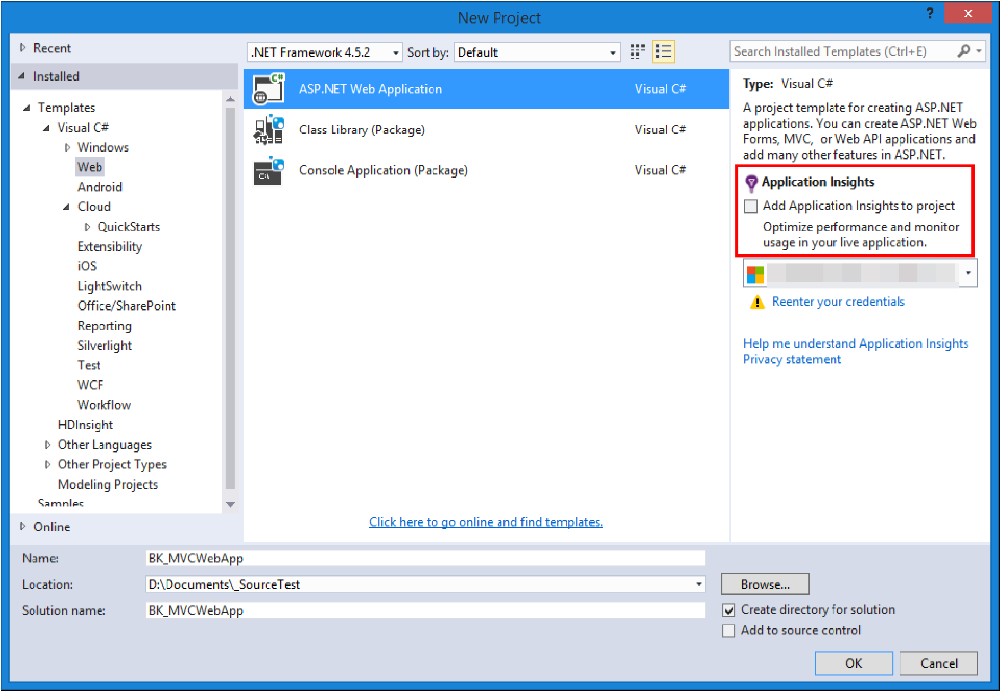 New Project
?
Recent
Installed
Templates
Visual C#
Windows
Web
Android
Cloud
QuickStarts
Extensibility
iOS
LightSwitch
Office/SharePoint
Reporting
Silverlight
Test
WCF
Workflow
HDInsight
Other Languages
Other Project Types
Modeling Projects
Samples
Online
.NET Framework 4.5.2 Sort by: Default
C# ASP.NET Web Application Visual C#
Class Library (Package) Visual C#
C:\ Console Application (Package) Visual C#
Click here to go online and find templates.
Search Installed Templates (Ctrl+E)
Type: Visual C#
A project template for creating ASP.NET
applications. You can create ASP.NET Web
Forms, MVC, or Web API applications and
add many other features in ASP.NET.
Application Insights
Add Application Insights to project
Optimize performance and monitor
usage in your live application.
Reenter your credentials
Help me understand Application Insights
Privacy statement
Name: BK_MVCWebApp
Location: D:\Documents\_SourceTest Browse...
Solution name: BK_MVCWebApp
Create directory for solution
Add to source control
OK Cancel